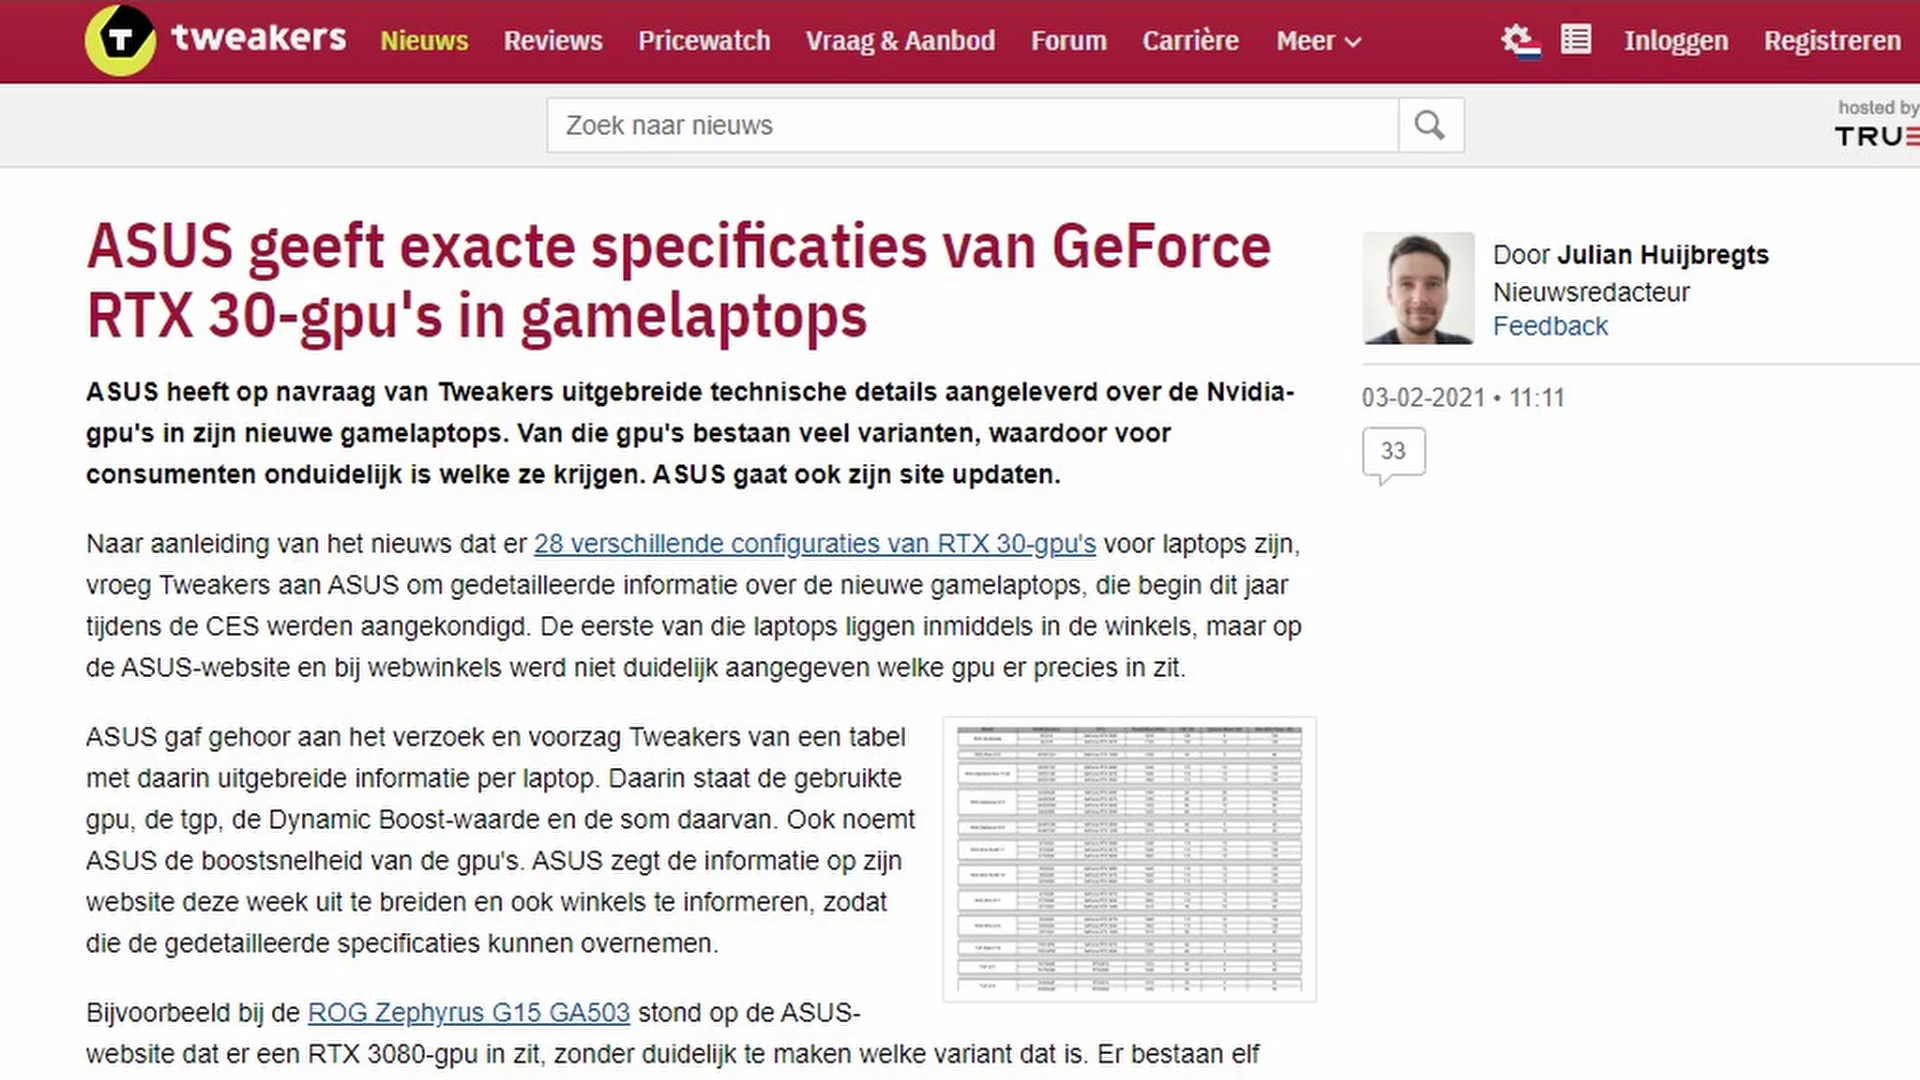 tweakers Nieuws Reviews Pricewatch Vraag & Aanbod Forum Carrière Meer Inloggen Registreren
Zoek naar nieuws
hosted by
TRUE
ASUS geeft exacte specificaties van GeForce
RTX 30-gpu's in gamelaptops
Door Julian Huijbregts
Nieuwsredacteur
Feedback
03-02-2021 • 11:11
33
ASUS heeft op navraag van Tweakers uitgebreide technische details aangeleverd over de Nvidia-
gpu's in zijn nieuwe gamelaptops. Van die gpu's bestaan veel varianten, waardoor voor
consumenten onduidelijk is welke ze krijgen. ASUS gaat ook zijn site updaten.
Naar aanleiding van het nieuws dat er 28 verschillende configuraties van RTX 30-gpu's voor laptops zijn,
vroeg Tweakers aan ASUS om gedetailleerde informatie over de nieuwe gamelaptops, die begin dit jaar
tijdens de CES werden aangekondigd. De eerste van die laptops liggen inmiddels in de winkels, maar op
de ASUS-website en bij webwinkels werd niet duidelijk aangegeven welke gpu er precies in zit.
ASUS gaf gehoor aan het verzoek en voorzag Tweakers van een tabel
met daarin uitgebreide informatie per laptop. Daarin staat de gebruikte
gpu, de tgp, de Dynamic Boost-waarde en de som daarvan. Ook noemt
ASUS de boostsnelheid van de gpu's. ASUS zegt de informatie op zijn
website deze week uit te breiden en ook winkels te informeren, zodat
die de gedetailleerde specificaties kunnen overnemen.
Bijvoorbeeld bij de ROG Zephyrus G15 GA503 stond op de ASUS-
website dat er een RTX 3080-gpu in zit, zonder duidelijk te maken welke variant dat is. Er bestaan elf